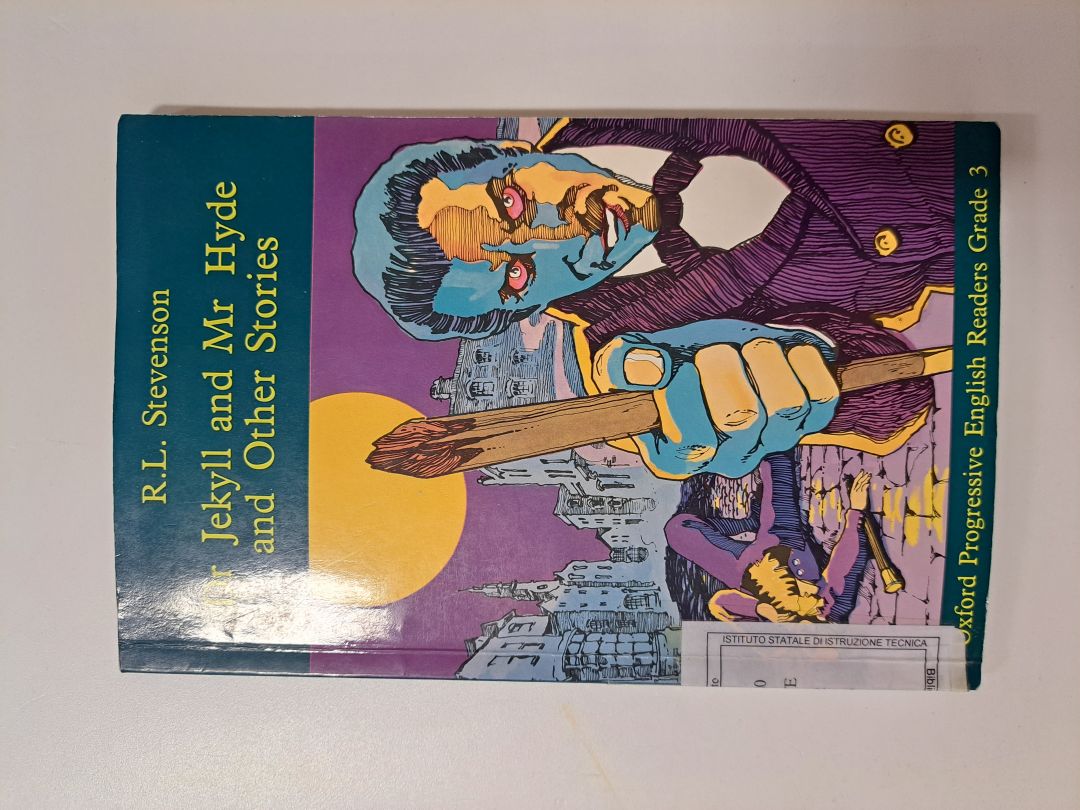 R.L. Stevenson
Dr Jekyll and Mr Hyde
and Other Stories
Oxford Progressive English Readers Grade 3
ISTITUTO STATALE DI ISTRUZIONE TECNICA